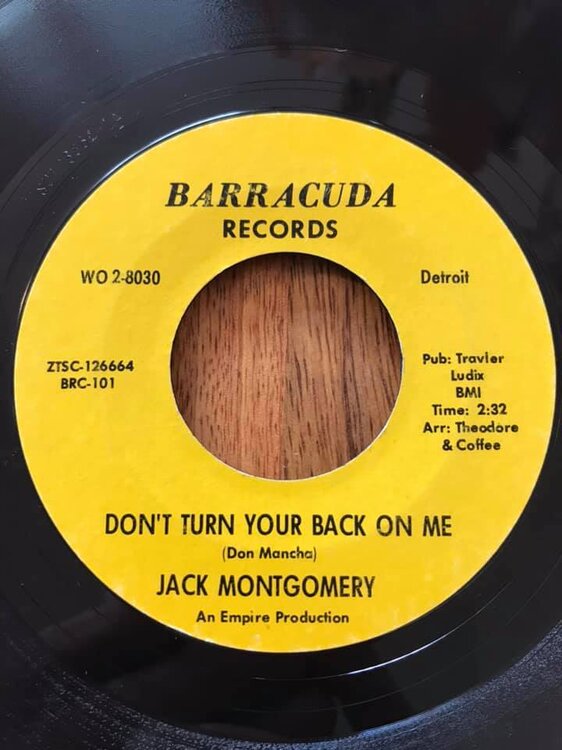 BARRACUDA
RECORDS
WO 2-8030
Detroit
ZTSC-126664
BRC-101
Pub: Travler
Ludix
BMI
Time: 2:32
Arr: Theodore
& Coffee
DON'T TURN YOUR BACK ON ME
(Don Mancha)
JACK MONTGOMERY
An Empire Production